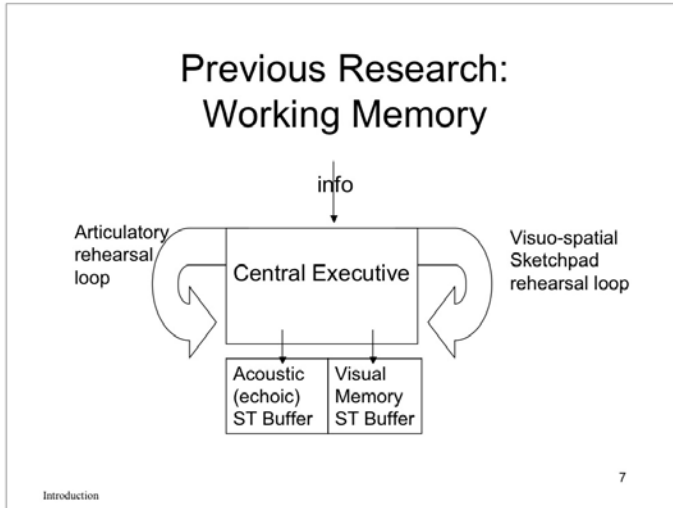 Previous Research:
Working Memory
info
Articulatory
rehearsal
loop
Central Executive
Visuo-spatial
Sketchpad
rehearsal loop
Acoustic
(echoic)
ST Buffer
Visual
Memory
ST Buffer
7
Introduction